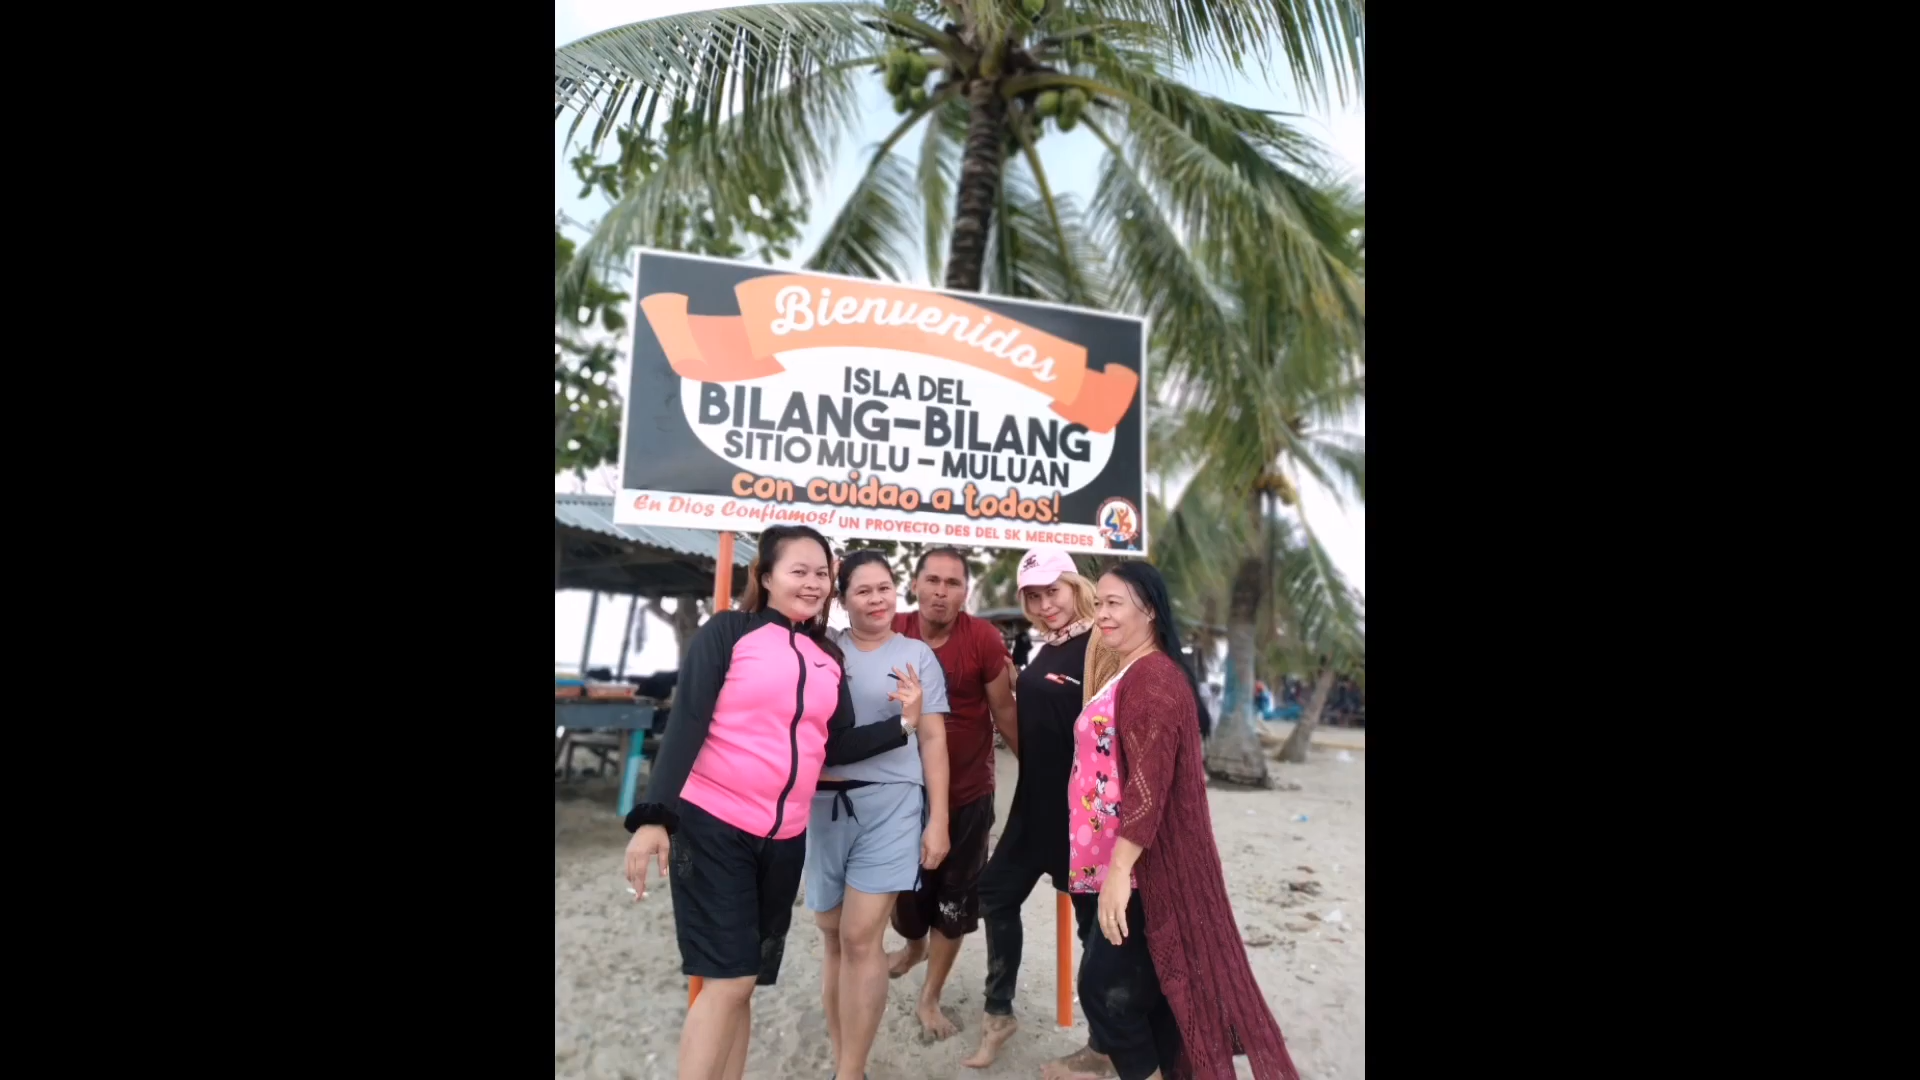 Bienvenidos
ISLA DEL
BILANG-BILANG
SITIO MULU - MULUAN
con cuidao a todos!
En Dios Confiamos! UN PROYECTO DES DEL SK MERCEDES